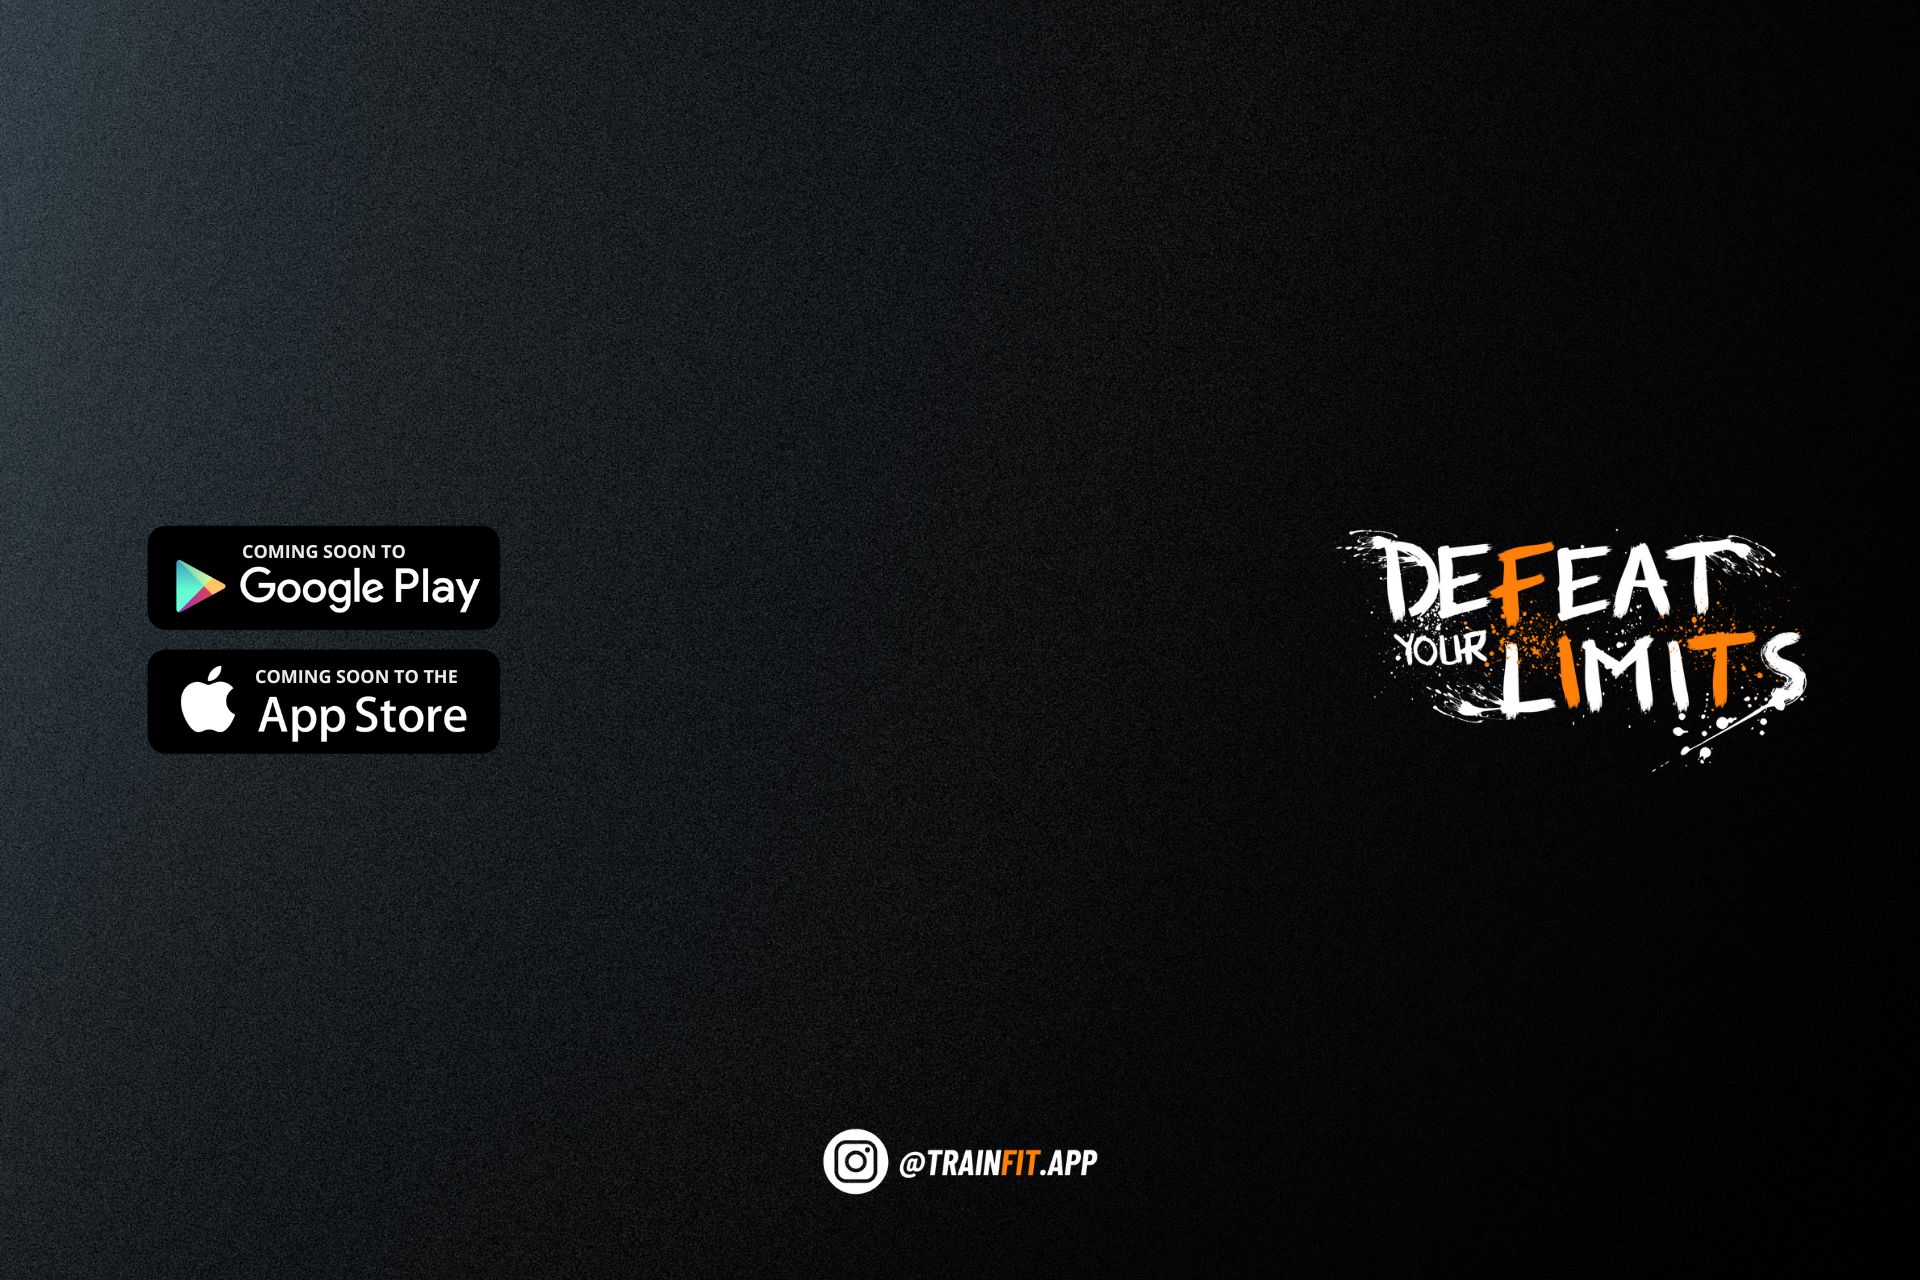 COMING SOON TO
Google Play
COMING SOON TO THE
App Store
DEFEAT
YOUR LIMITS
@TRAINFIT.APP